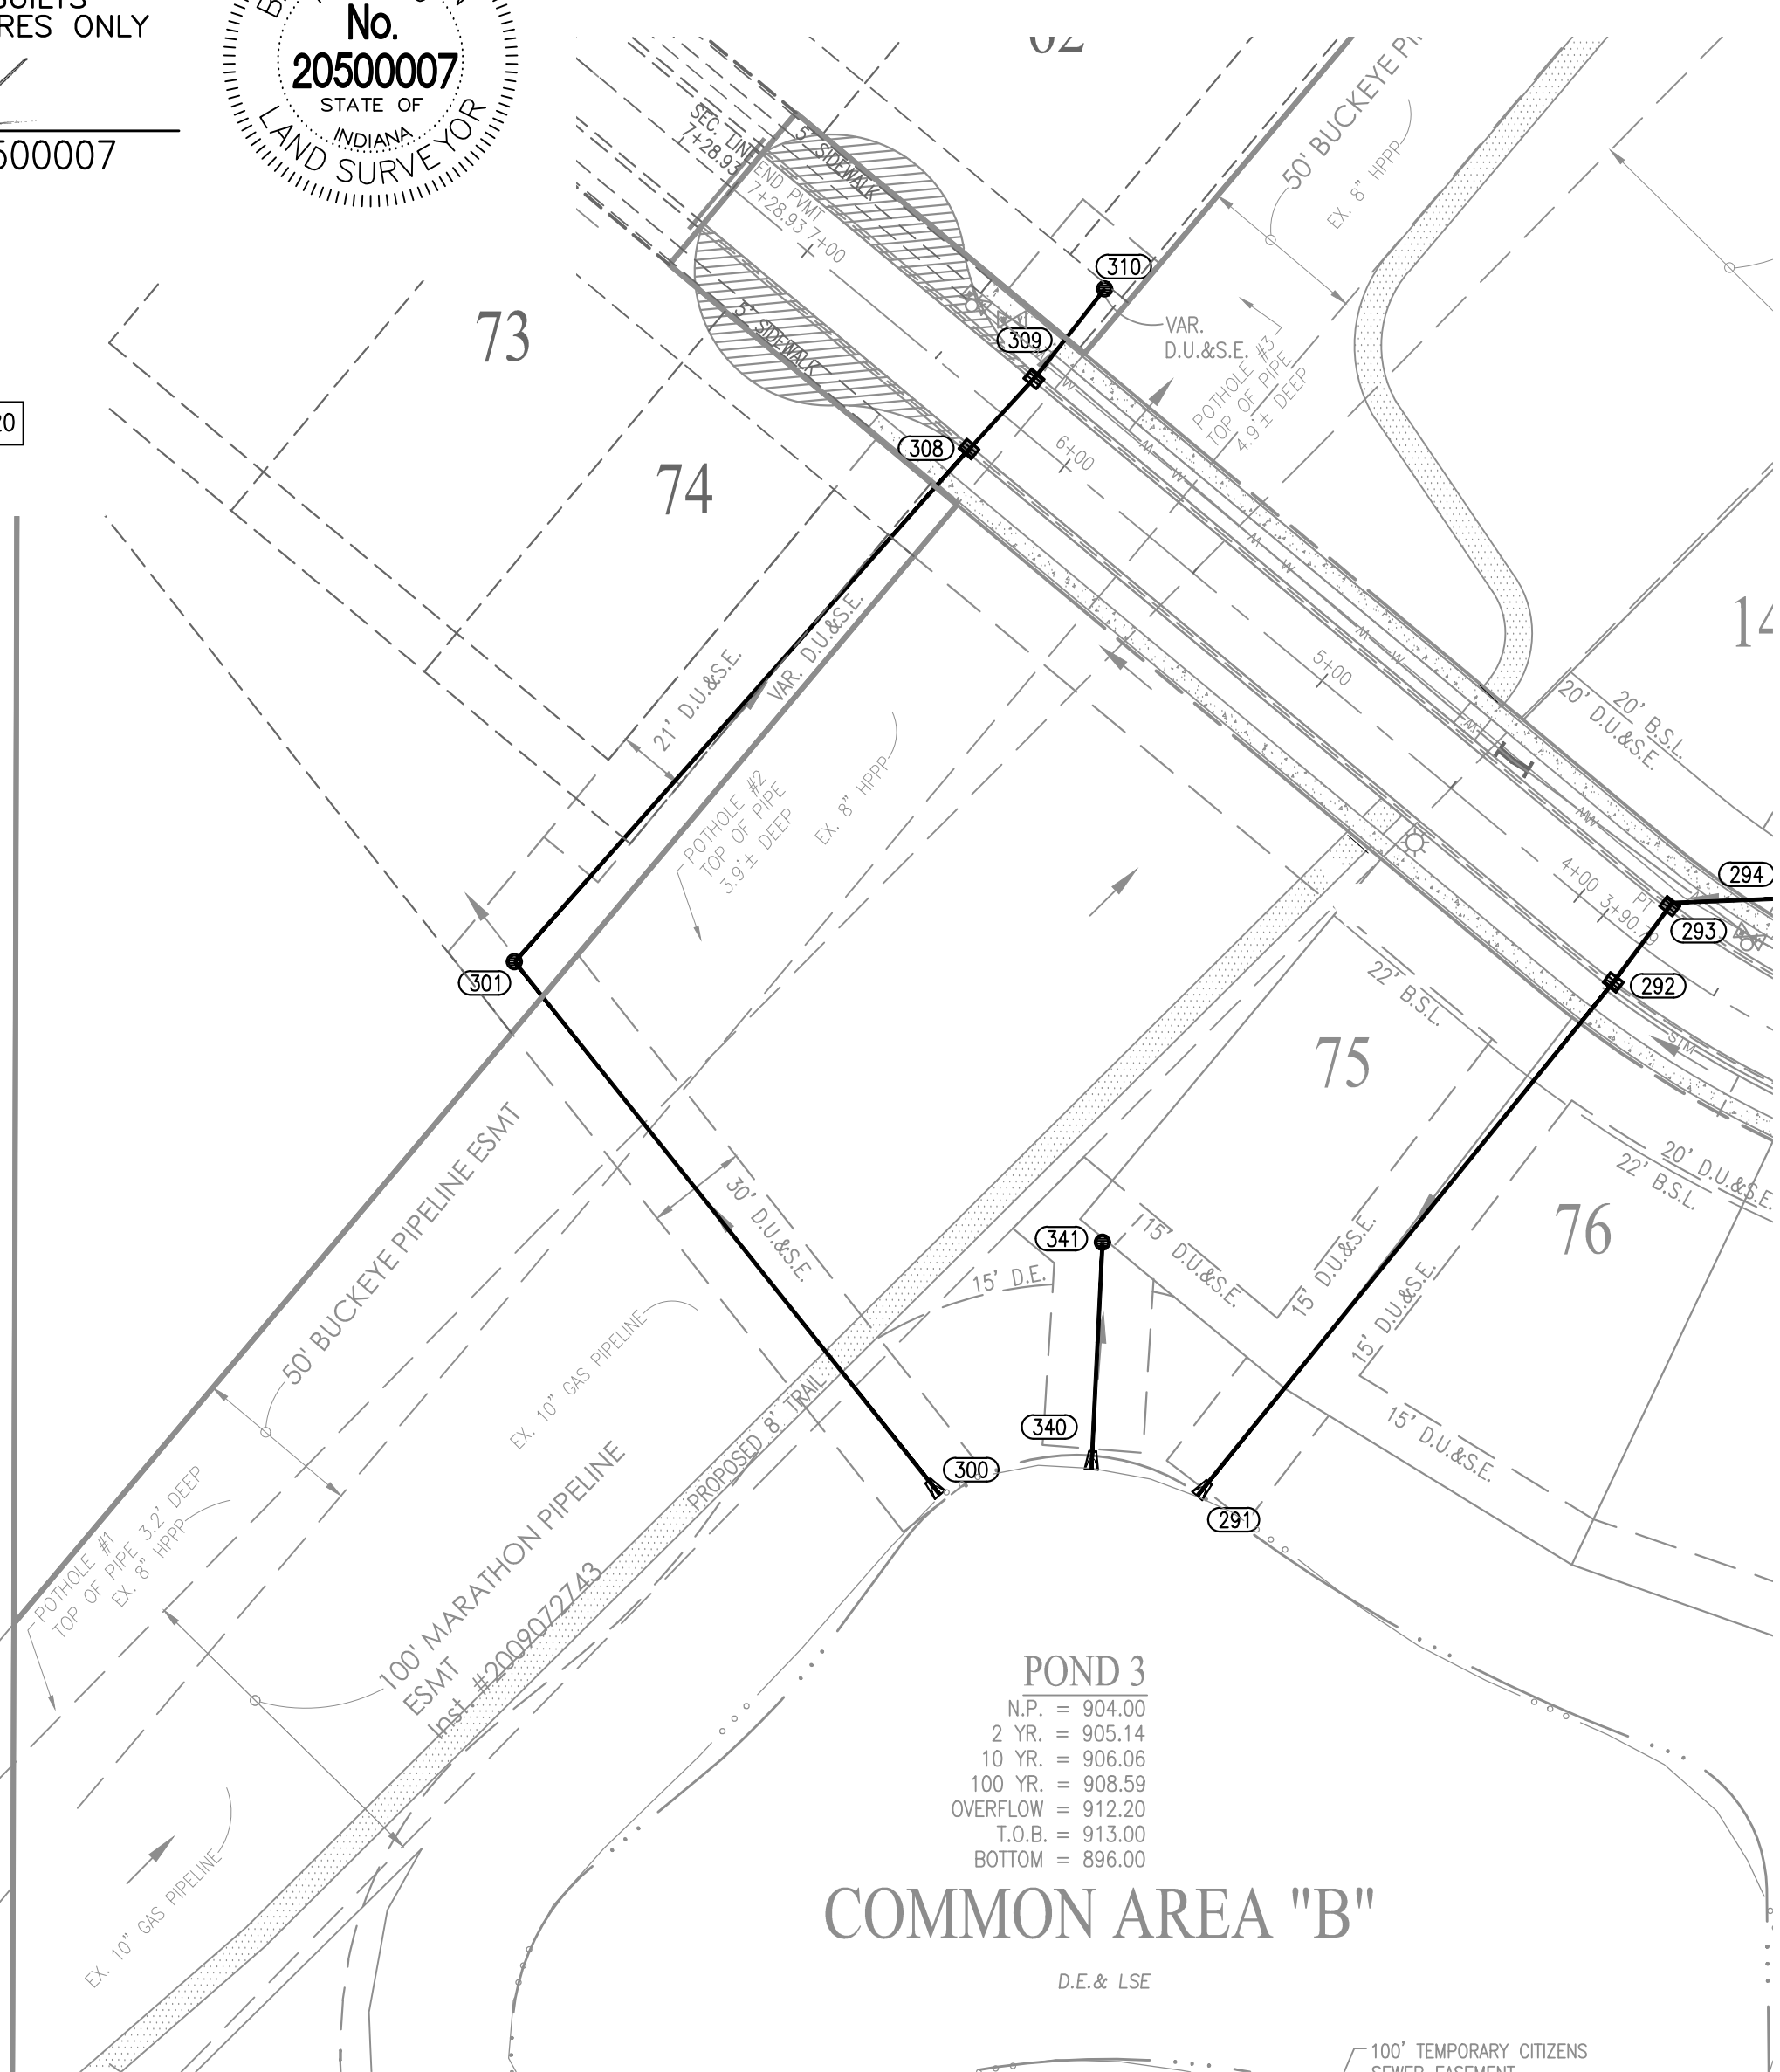 RES ONLY
No.
20500007
STATE OF
INDIANA
LAND SURVEYOR
500007
20
SEC. LINE
7+28.93
END PVMT
7+28.93
7+00
5' SIDEWALK
5' SIDEWALK
50' BUCKEYE
EX. 8" HPPP
310
309
308
VAR.
D.U.&S.E.
POTHOLE #3
TOP OF PIPE
4.9'± DEEP
73
74
6+00
W
W
W
W
W
W
5+00
14
20' B.S.L.
20' D.U.&S.E.
21' D.U.&S.E.
VAR. D.U.&S.E.
POTHOLE #2
TOP OF PIPE
3.9'± DEEP
EX. 8" HPPP
4+00
PT
3+90.79
294
293
292
STM
301
22' B.S.L.
75
76
20' D.U.&S.E.
22' B.S.L.
50' BUCKEYE PIPELINE ESMT
30' D.U.&S.E.
341
15' D.E.
15' D.U.&S.E.
15' D.U.&S.E.
15' D.U.&S.E.
15' D.U.&S.E.
EX. 10" GAS PIPELINE
PROPOSED 8' TRAIL
340
300
291
POTHOLE #1
TOP OF PIPE 3.2' DEEP
EX. 8" HPPP
100' MARATHON PIPELINE
ESMT
Inst. #2009072743
POND 3
N.P. = 904.00
2 YR. = 905.14
10 YR. = 906.06
100 YR. = 908.59
OVERFLOW = 912.20
T.O.B. = 913.00
BOTTOM = 896.00
COMMON AREA "B"
D.E.& LSE
EX. 10" GAS PIPELINE
100' TEMPORARY CITIZENS
SEWER EASEMENT